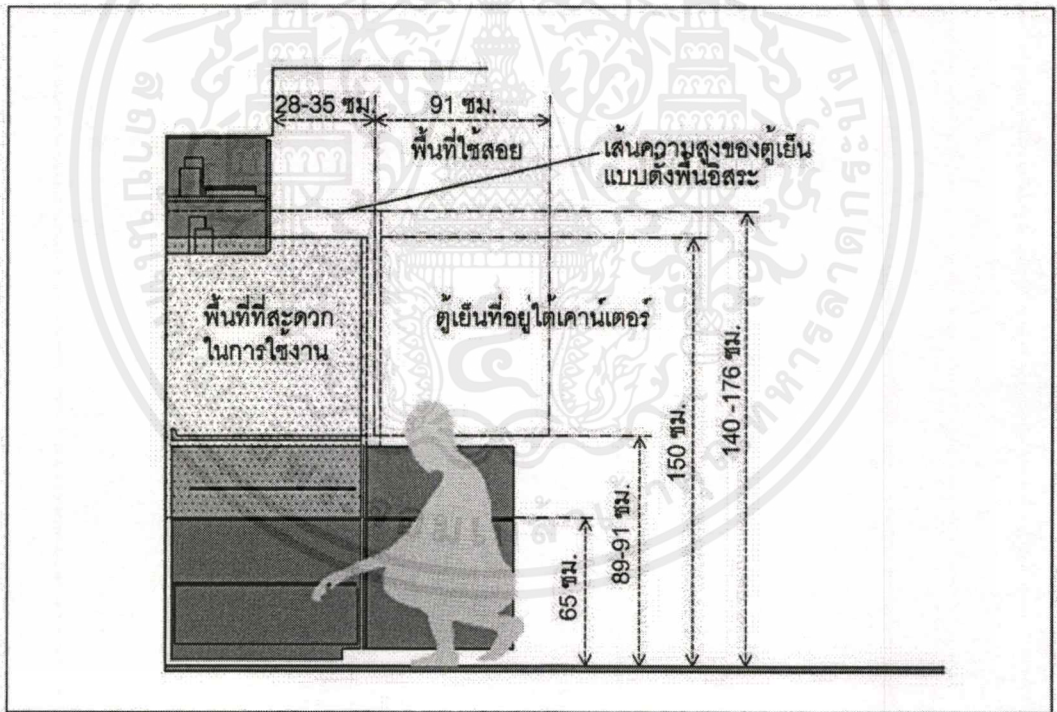 28-35 ซม.
91 ซม.
พื้นที่ใช้สอย
เส้นความสูงของตู้เย็น
แบบตั้งพื้นอิสระ
พื้นที่ที่สะดวก
ในการใช้งาน
ตู้เย็นที่อยู่ใต้เคาน์เตอร์
65 ซม.
89-91 ซม.
150 ซม.
140 -176 ซม.